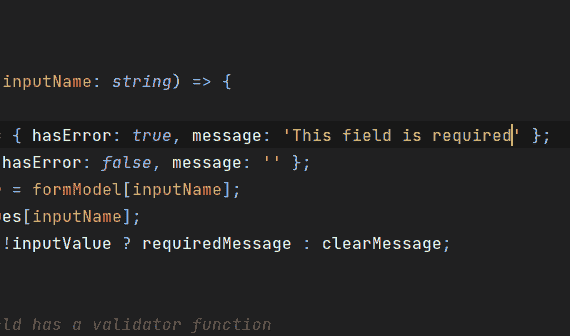 inputName: string) => {
= { hasError: true, message: 'This field is required' };
hasError: false, message: '' };
= formModel[inputName];
ues[inputName];
!inputValue ? requiredMessage : clearMessage;
ld has a validator function